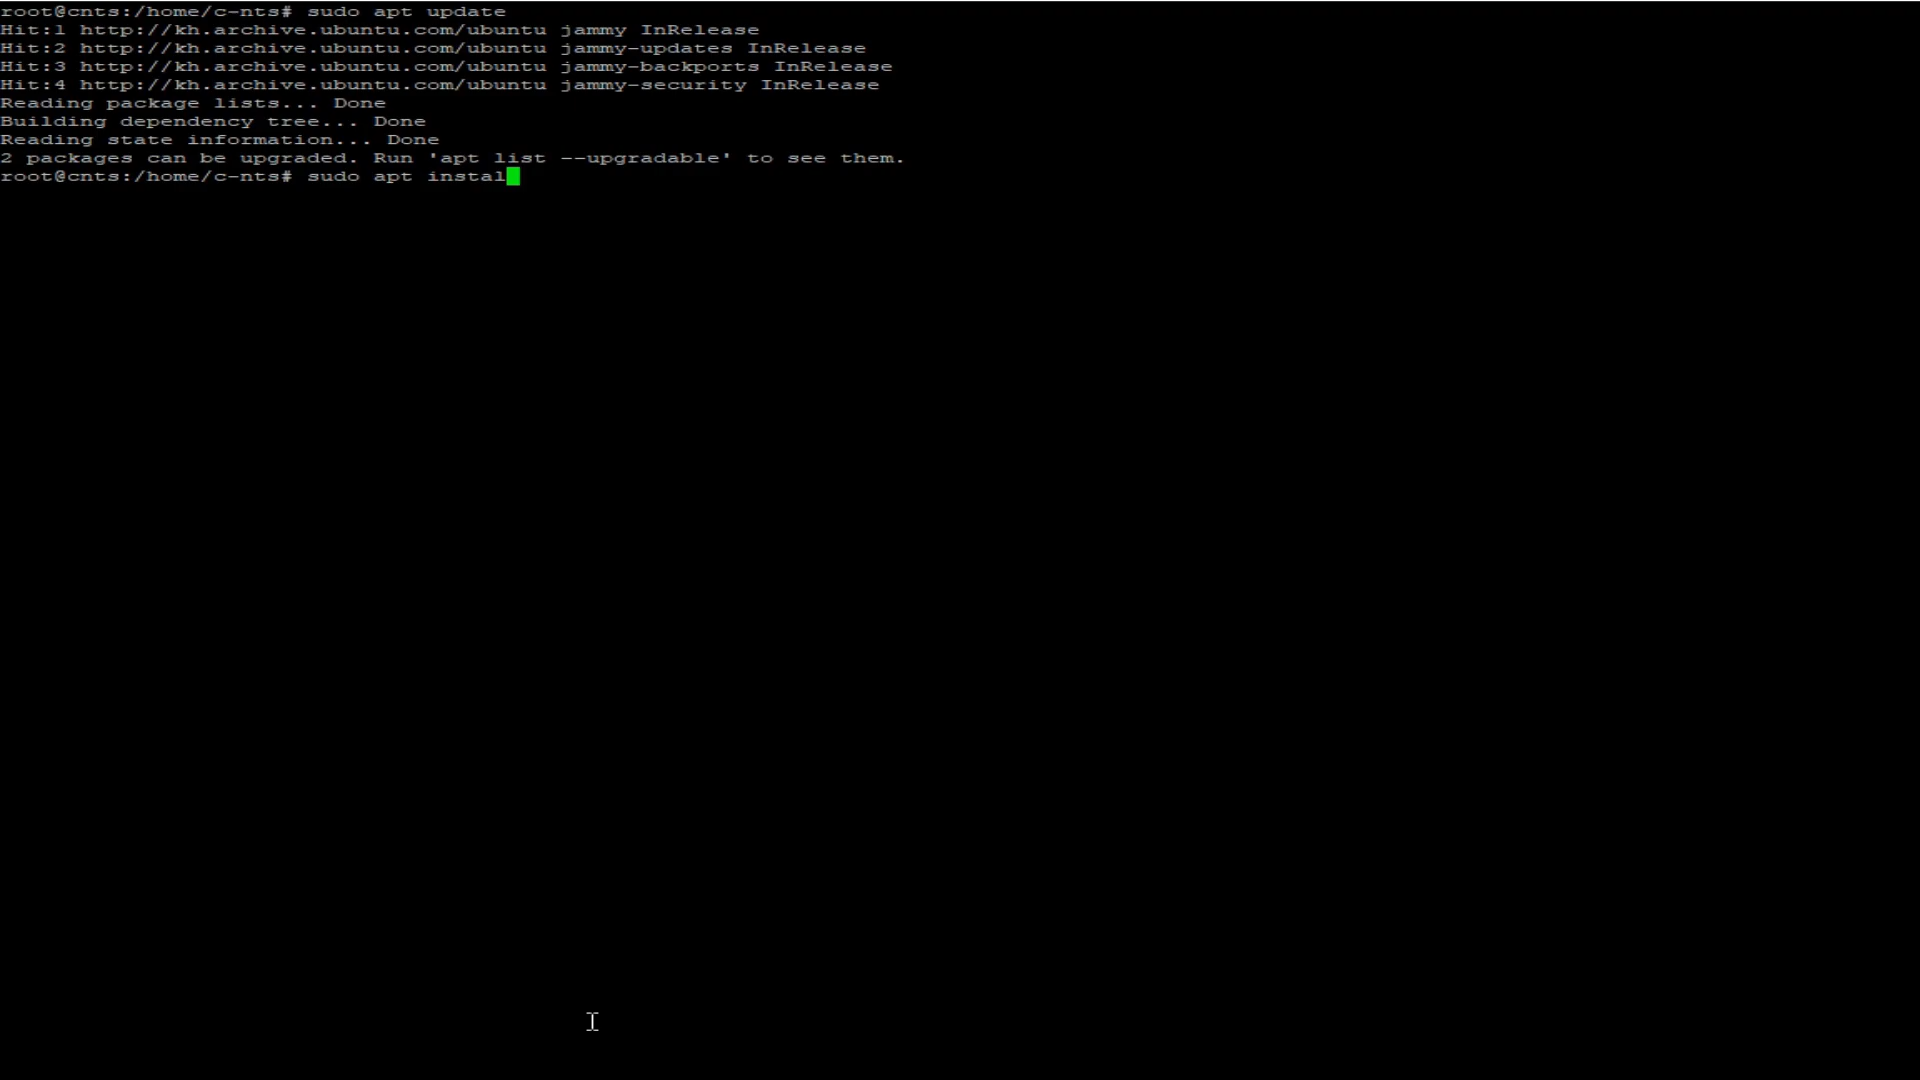 root@cnts:/home/c-nts# sudo apt update
Hit:1 http://kh.archive.ubuntu.com/ubuntu jammy InRelease
Hit:2 http://kh.archive.ubuntu.com/ubuntu jammy-updates InRelease
Hit:3 http://kh.archive.ubuntu.com/ubuntu jammy-backports InRelease
Hit:4 http://kh.archive.ubuntu.com/ubuntu jammy-security InRelease
Reading package lists... Done
Building dependency tree... Done
Reading state information... Done
2 packages can be upgraded. Run 'apt list --upgradable' to see them.
root@cnts:/home/c-nts# sudo apt instal